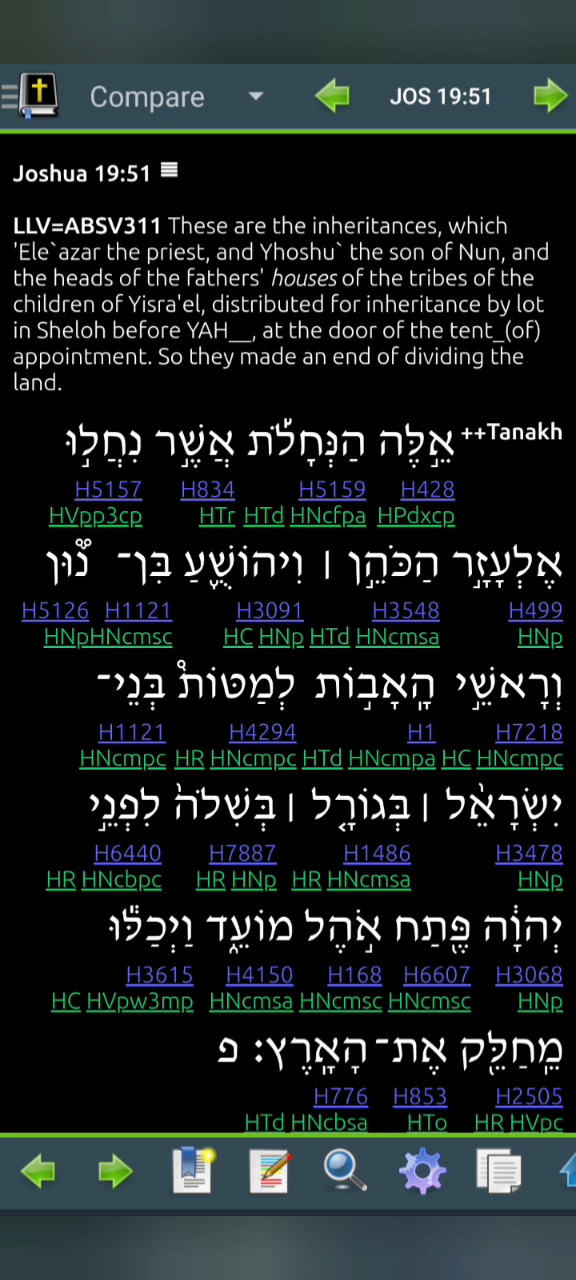 Compare
JOS 19:51
Joshua 19:51
LLV=ABSV311 These are the inheritances, which
'Ele`azar the priest, and Yhoshu` the son of Nun, and
the heads of the fathers' houses of the tribes of the
children of Yisra'el, distributed for inheritance by lot
in Sheloh before YAH__, at the door of the tent_(of)
appointment. So they made an end of dividing the
land.
++Tanakh אֵ֣לֶּה הַנְּחָלֹ֡ת אֲשֶׁ֣ר נִחֲל֣וּ
H428 H5159 H834 H5157
HPdxcp HTd HNcfpa HTr HVpp3cp
אֶלְעָזָ֣ר הַכֹּהֵ֣ן ׀ וִיהוֹשֻׁ֪עַ בִּן־ נ֟וּן
H499 H3548 H3091 H1121 H5126
HNp HTd HNcmsa HC HNp HNcmsc HNp
וְרָאשֵׁ֣י הָֽאָב֣וֹת לְמַטּוֹת֩ בְּנֵי־
H7218 H1 H4294 H1121
HC HNcmpc HTd HNcmpa HR HNcmpc HNcmpc
יִשְׂרָאֵ֨ל ׀ בְּגוֹרָ֤ל ׀ בְּשִׁלֹה֙ לִפְנֵ֣י
H3478 H1486 H7887 H6440
HNp HR HNcmsa HR HNp HR HNcbpc
יְהוָ֔ה פֶּ֖תַח אֹ֣הֶל מוֹעֵ֑ד וַיְכַלּ֕וּ
H3068 H6607 H168 H4150 H3615
HNp HNcmsc HNcmsc HNcmsa HC HVpw3mp
מֵֽחַלֵּ֖ק אֶת־הָאָֽרֶץ׃ פ
H2505 H853 H776
HR HVpc HTo HTd HNcbsa